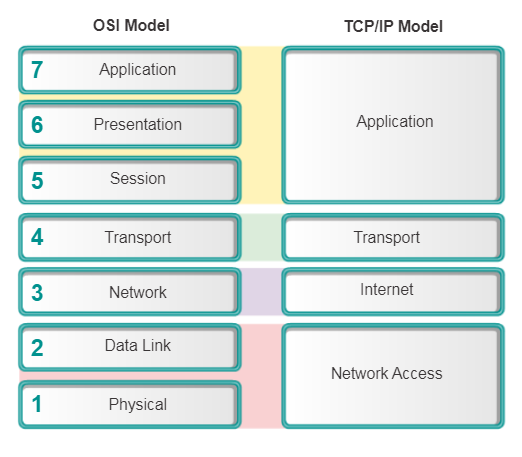 OSI Model
TCP/IP Model
7 Application
6 Presentation
5 Session
Application
4 Transport
Transport
3 Network
Internet
2 Data Link
1 Physical
Network Access